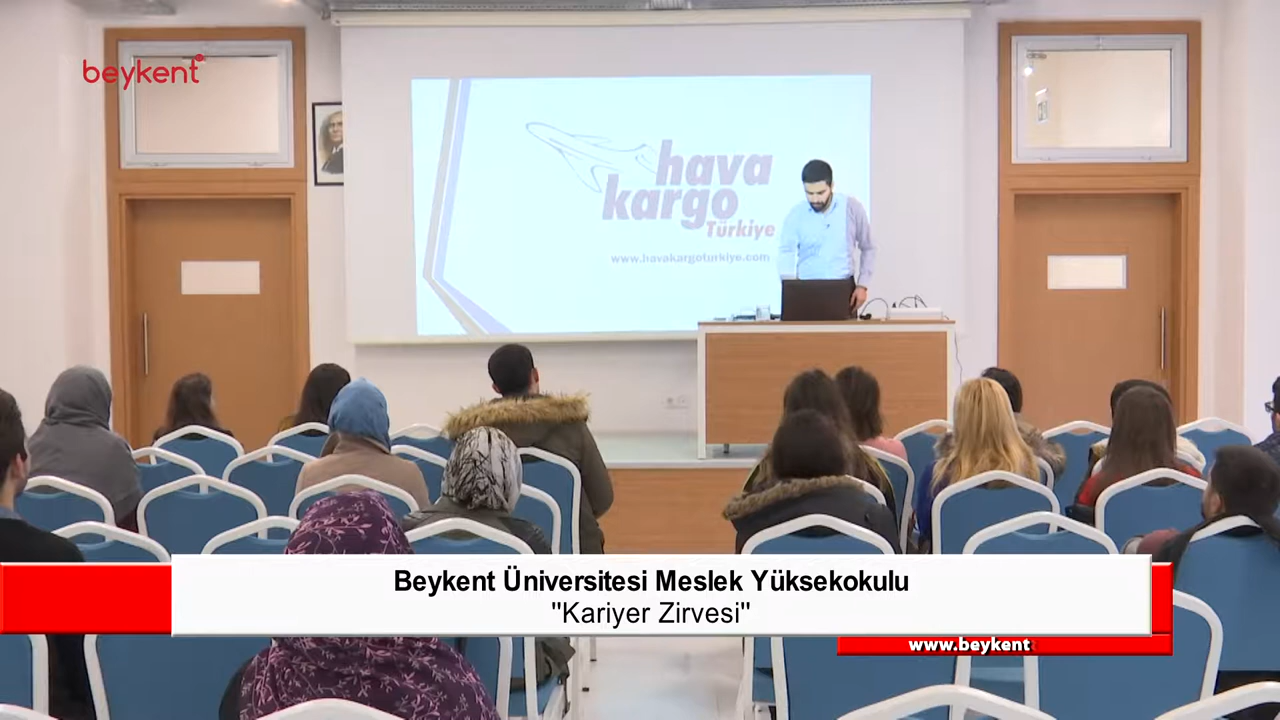 beykent
hava
kargo
Türkiye
www.havakargoturkiye.com
Beykent Üniversitesi Meslek Yüksekokulu
"Kariyer Zirvesi"
www.beykent